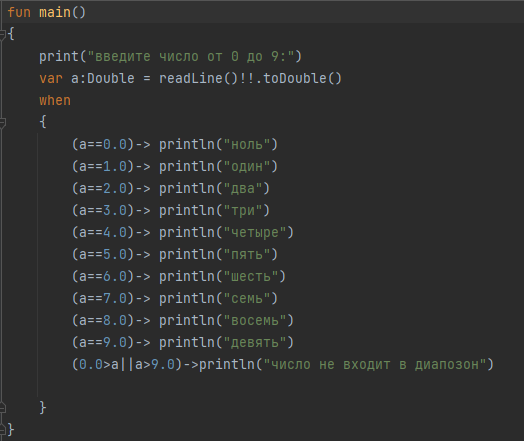 fun main()
{
print("введите число от 0 до 9:")
var a:Double = readLine()!!.toDouble()
when
{
(a==0.0)-> println("ноль")
(a==1.0)-> println("один")
(a==2.0)-> println("два")
(a==3.0)-> println("три")
(a==4.0)-> println("четыре")
(a==5.0)-> println("пять")
(a==6.0)-> println("шесть")
(a==7.0)-> println("семь")
(a==8.0)-> println("восемь")
(a==9.0)-> println("девять")
(0.0>a||a>9.0)->println("число не входит в диапозон")
}
}